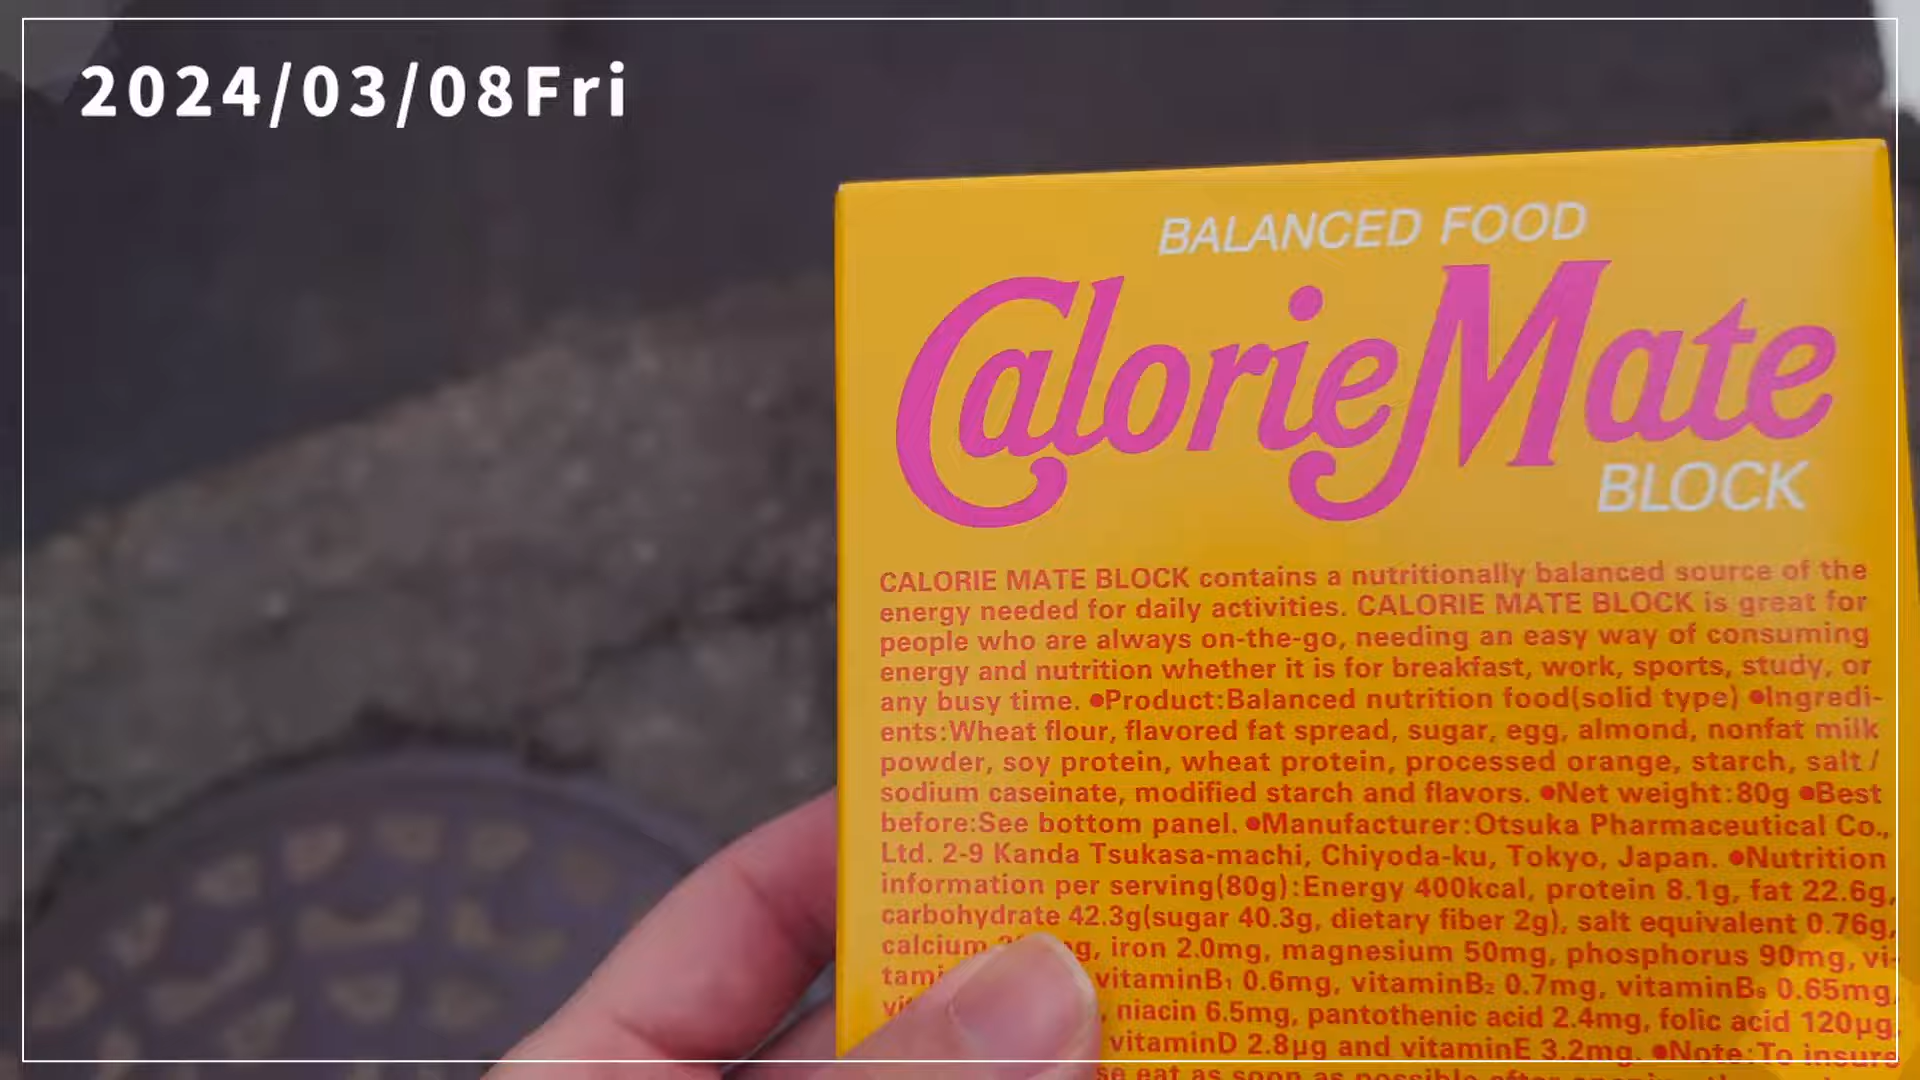 2024/03/08Fri
BALANCED FOOD
CalorieMate
BLOCK
CALORIE MATE BLOCK contains a nutritionally balanced source of the
energy needed for daily activities. CALORIE MATE BLOCK is great for
people who are always on-the-go, needing an easy way of consuming
energy and nutrition whether it is for breakfast, work, sports, study, or
any busy time. ●Product:Balanced nutrition food(solid type) ●Ingredi-
ents:Wheat flour, flavored fat spread, sugar, egg, almond, nonfat milk
powder, soy protein, wheat protein, processed orange, starch, salt/
sodium caseinate, modified starch and flavors. ●Net weight:80g ●Best
before:See bottom panel. ●Manufacturer:Otsuka Pharmaceutical Co.,
Ltd. 2-9 Kanda Tsukasa-machi, Chiyoda-ku, Tokyo, Japan. ●Nutrition
information per serving(80g):Energy 400kcal, protein 8.1g, fat 22.6g,
carbohydrate 42.3g(sugar 40.3g, dietary fiber 2g), salt equivalent 0.76g,
calcium iron 2.0mg, magnesium 50mg, phosphorus 90mg, vi-
vitaminB₁ 0.6mg, vitaminB₂ 0.7mg, vitaminB₆ 0.65mg,
niacin 6.5mg, pantothenic acid 2.4mg, folic acid 120μg,
vitaminD 2.8μg and vitaminE 3.2mg. ●Note:To insure
eat as soon as possible after